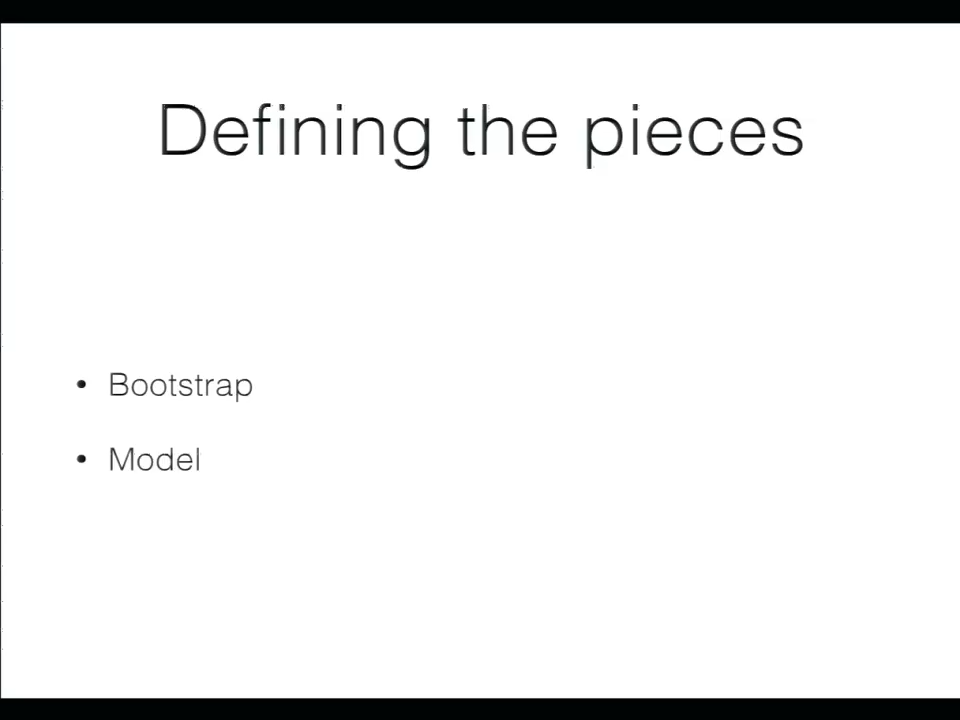 Defining the pieces
• Bootstrap
• Model